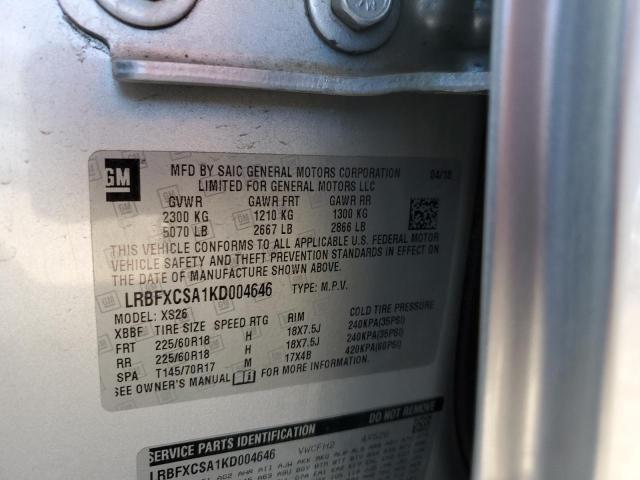 GM
MFD BY SAIC GENERAL MOTORS CORPORATION 04/18
LIMITED FOR GENERAL MOTORS LLC
GVWR GAWR FRT GAWR RR
2300 KG 1210 KG 1300 KG
5070 LB 2667 LB 2866 LB
THIS VEHICLE CONFORMS TO ALL APPLICABLE U.S. FEDERAL MOTOR
VEHICLE SAFETY AND THEFT PREVENTION STANDARDS IN EFFECT ON
THE DATE OF MANUFACTURE SHOWN ABOVE.
LRBFXCSA1KD004646 TYPE: M.P.V.
MODEL: XS26
XBBF TIRE SIZE SPEED RTG RIM COLD TIRE PRESSURE
FRT 225/60R18 H 18X7.5J 240KPA(35PSI)
RR 225/60R18 H 18X7.5J 240KPA(35PSI)
SPA T145/70R17 M 17X4B 420KPA(60PSI)
SEE OWNER'S MANUAL FOR MORE INFORMATION.
SERVICE PARTS IDENTIFICATION DO NOT REMOVE
LRBFXCSA1KD004646 VWCFH2 4XS26